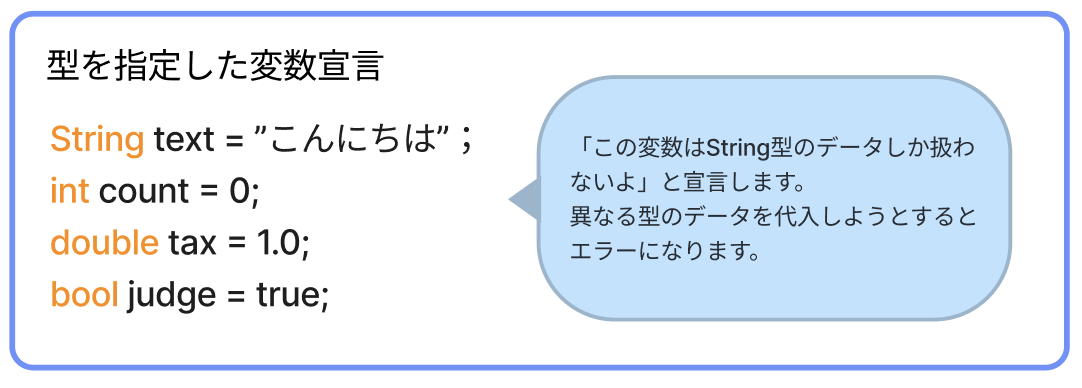 型を指定した変数宣言
String text = ”こんにちは”；
int count = 0;
double tax = 1.0;
bool judge = true;
「この変数はString型のデータしか扱わ
ないよ」と宣言します。
異なる型のデータを代入しようとすると
エラーになります。